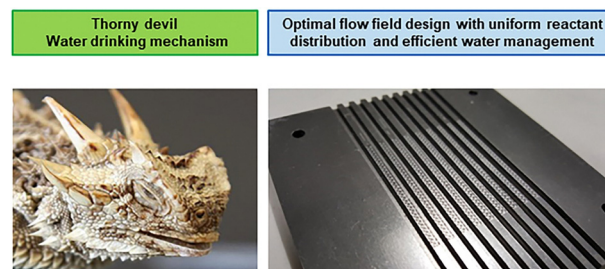 Thorny devil
Water drinking mechanism
Optimal flow field design with uniform reactant
distribution and efficient water management